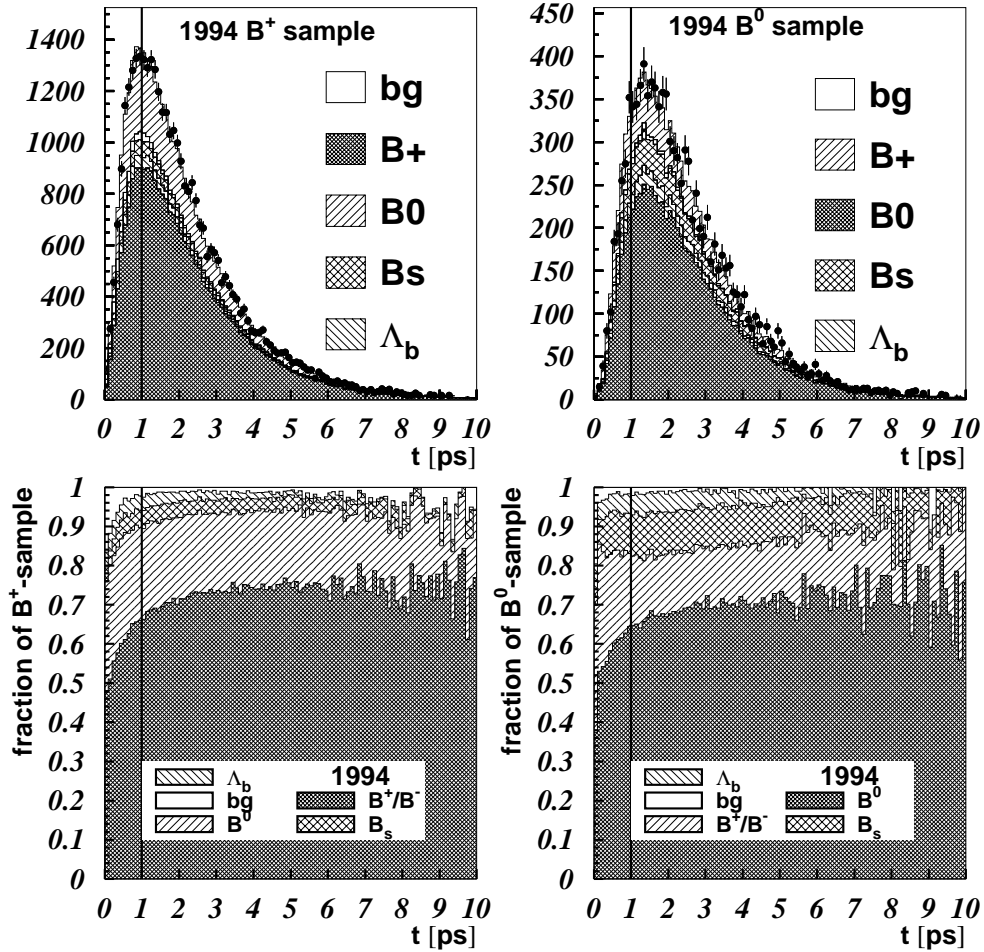 1994 B⁺ sample
bg
B+
B0
Bs
Λb
1400
1200
1000
800
600
400
200
0
0 1 2 3 4 5 6 7 8 9 10
t [ps]
1994 B⁰ sample
bg
B+
B0
Bs
Λb
450
400
350
300
250
200
150
100
50
0
0 1 2 3 4 5 6 7 8 9 10
t [ps]
fraction of B⁺-sample
1
0.9
0.8
0.7
0.6
0.5
0.4
0.3
0.2
0.1
0
Λb 1994
bg B⁺/B⁻
B⁰ Bs
0 1 2 3 4 5 6 7 8 9 10
t [ps]
fraction of B⁰-sample
1
0.9
0.8
0.7
0.6
0.5
0.4
0.3
0.2
0.1
0
Λb 1994
bg B⁰
B⁺/B⁻ Bs
0 1 2 3 4 5 6 7 8 9 10
t [ps]